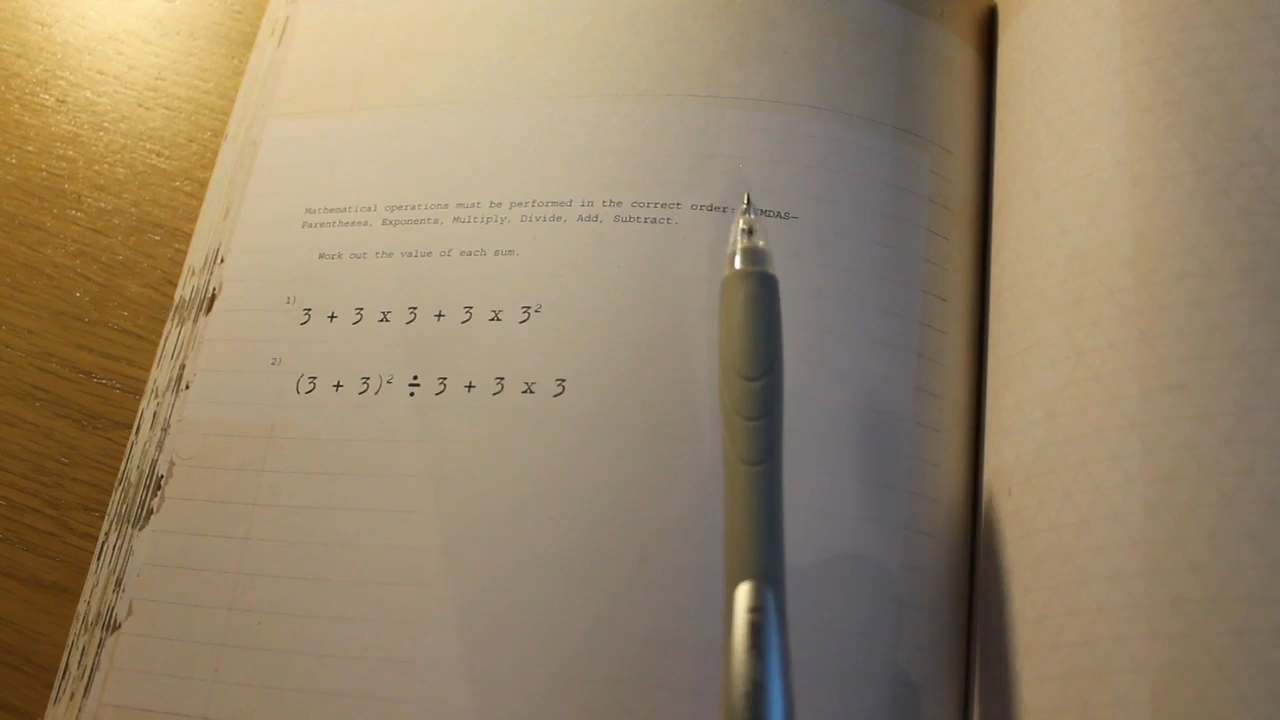 Mathematical operations must be performed in the correct order:
Parentheses, Exponents, Multiply, Divide, Add, Subtract.
Work out the value of each sum.
1) 3 + 3 x 3 + 3 x 3²
2) (3 + 3)² ÷ 3 + 3 x 3